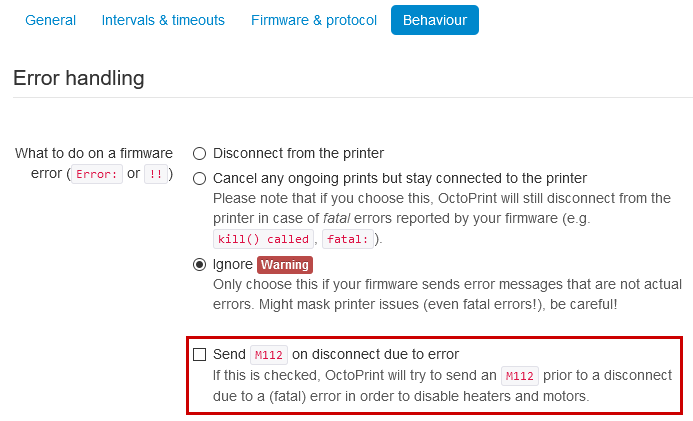 General Intervals & timeouts Firmware & protocol Behaviour
Error handling
What to do on a firmware
error (Error: or !!)
Disconnect from the printer
Cancel any ongoing prints but stay connected to the printer
Please note that if you choose this, OctoPrint will still disconnect from the
printer in case of fatal errors reported by your firmware (e.g.
kill() called, fatal:).
Ignore Warning
Only choose this if your firmware sends error messages that are not actual
errors. Might mask printer issues (even fatal errors!), be careful!
Send M112 on disconnect due to error
If this is checked, OctoPrint will try to send an M112 prior to a disconnect
due to a (fatal) error in order to disable heaters and motors.